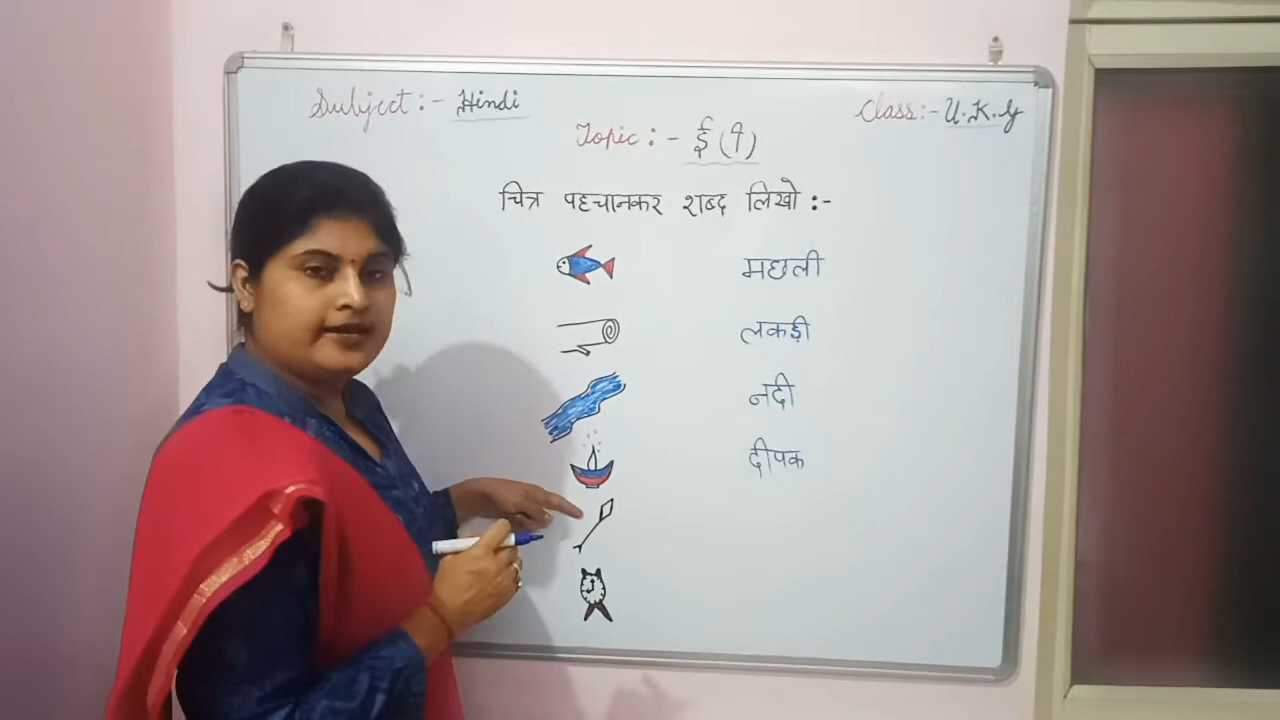 Subject :- Hindi
Class :- U.K.G
Topic :- ई ( ी )
चित्र पहचानकर शब्द लिखो :-
मछली
लकड़ी
नदी
दीपक